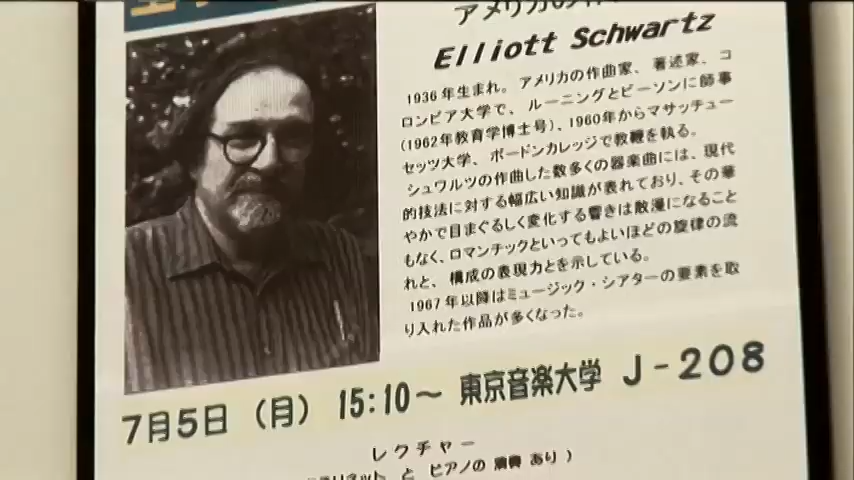 アメリカの作
Elliott Schwartz
1936年生まれ。アメリカの作曲家、著述家、コ
ロンビア大学で、ルーニングとビーソンに師事
(1962年教育学博士号)、1960年からマサッチュー
セッツ大学、ボードンカレッジで教鞭を執る。
シュワルツの作曲した数多くの器楽曲には、現代
的技法に対する幅広い知識が表れており、その華
やかで目まぐるしく変化する響きは散漫になること
もなく、ロマンチックといってもよいほどの旋律の流
れと、構成の表現力とを示している。
1967年以降はミュージック・シアターの要素を取
り入れた作品が多くなった。
7月5日 (月) 15:10～ 東京音楽大学 J-208
レクチャー
ラリネット と ピアノの 演奏 あり )